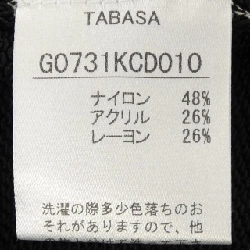 TABASA
G0731KCD010
ナイロン 48%
アクリル 26%
レーヨン 26%
洗濯の際多少色落ちのお
それがありますので、他